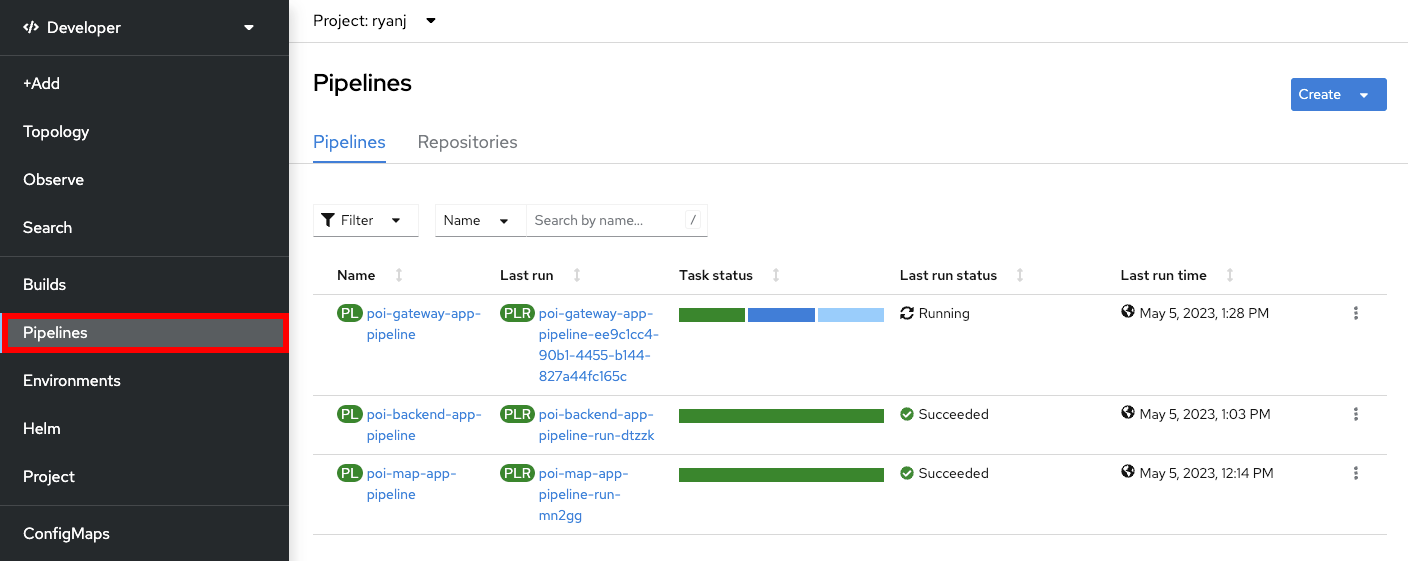 Developer
+Add
Topology
Observe
Search
Builds
Pipelines
Environments
Helm
Project
ConfigMaps
Project: ryanj
Pipelines
Create
Pipelines Repositories
Filter Name Search by name... /
Name Last run Task status Last run status Last run time
PL poi-gateway-app- PLR poi-gateway-app- Running May 5, 2023, 1:28 PM
pipeline pipeline-ee9c1cc4-
90b1-4455-b144-
827a44fc165c
PL poi-backend-app- PLR poi-backend-app- Succeeded May 5, 2023, 1:03 PM
pipeline pipeline-run-dtzzk
PL poi-map-app- PLR poi-map-app- Succeeded May 5, 2023, 12:14 PM
pipeline pipeline-run-
mn2gg